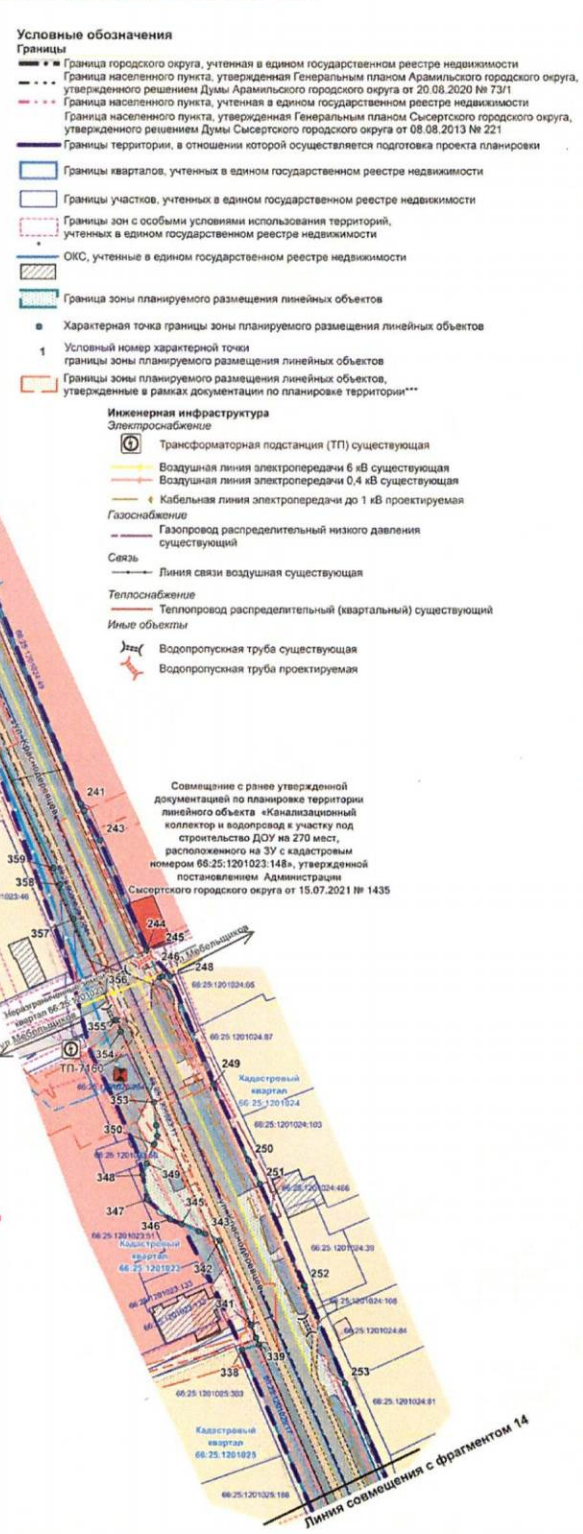 Условные обозначения
Границы
Граница городского округа, учтенная в едином государственном реестре недвижимости
Граница населенного пункта, утвержденная Генеральным планом Арамильского городского округа,
утвержденного решением Думы Арамильского городского округа от 20.08.2020 № 73/1
Граница населенного пункта, учтенная в едином государственном реестре недвижимости
Граница населенного пункта, утвержденная Генеральным планом Сысертского городского округа,
утвержденного решением Думы Сысертского городского округа от 08.08.2013 № 221
Границы территории, в отношении которой осуществляется подготовка проекта планировки
Границы кварталов, учтенных в едином государственном реестре недвижимости
Границы участков, учтенных в едином государственном реестре недвижимости
Границы зон с особыми условиями использования территорий,
учтенных в едином государственном реестре недвижимости
ОКС, учтенные в едином государственном реестре недвижимости
Граница зоны планируемого размещения линейных объектов
Характерная точка границы зоны планируемого размещения линейных объектов
1 Условный номер характерной точки
границы зоны планируемого размещения линейных объектов
Границы зоны планируемого размещения линейных объектов,
утвержденные в рамках документации по планировке территории***
Инженерная инфраструктура
Электроснабжение
Трансформаторная подстанция (ТП) существующая
Воздушная линия электропередачи 6 кВ существующая
Воздушная линия электропередачи 0,4 кВ существующая
Кабельная линия электропередачи до 1 кВ проектируемая
Газоснабжение
Газопровод распределительный низкого давления
существующий
Связь
Линия связи воздушная существующая
Теплоснабжение
Теплопровод распределительный (квартальный) существующий
Иные объекты
Водопропускная труба существующая
Водопропускная труба проектируемая
66:25:1201024:49
241
243
Совмещение с ранее утвержденной
документацией по планировке территории
линейного объекта «Канализационный
коллектор и водопровод к участку под
строительство ДОУ на 270 мест,
расположенного на ЗУ с кадастровым
номером 66:25:1201023:148», утвержденной
постановлением Администрации
Сысертского городского округа от 15.07.2021 № 1435
359
358
357
244
245
246
248
ул.Мебельщиков
356
355
354
ТП-7160
353
350
249
66:25:1201024:87
Кадастровый
квартал
66:25:1201024
66:25:1201024:103
250
251
349
348
347
346
345
343
342
341
66:25:1201023:51
Кадастровый
квартал
66:25:1201023
66:25:1201023:133
66:25:1201024:39
252
66:25:1201024:108
66:25:1201024:84
339
338
253
66:25:1201025:303
66:25:1201024:81
Кадастровый
квартал
66:25:1201025
66:25:1201025:186
Линия совмещения с фрагментом 14